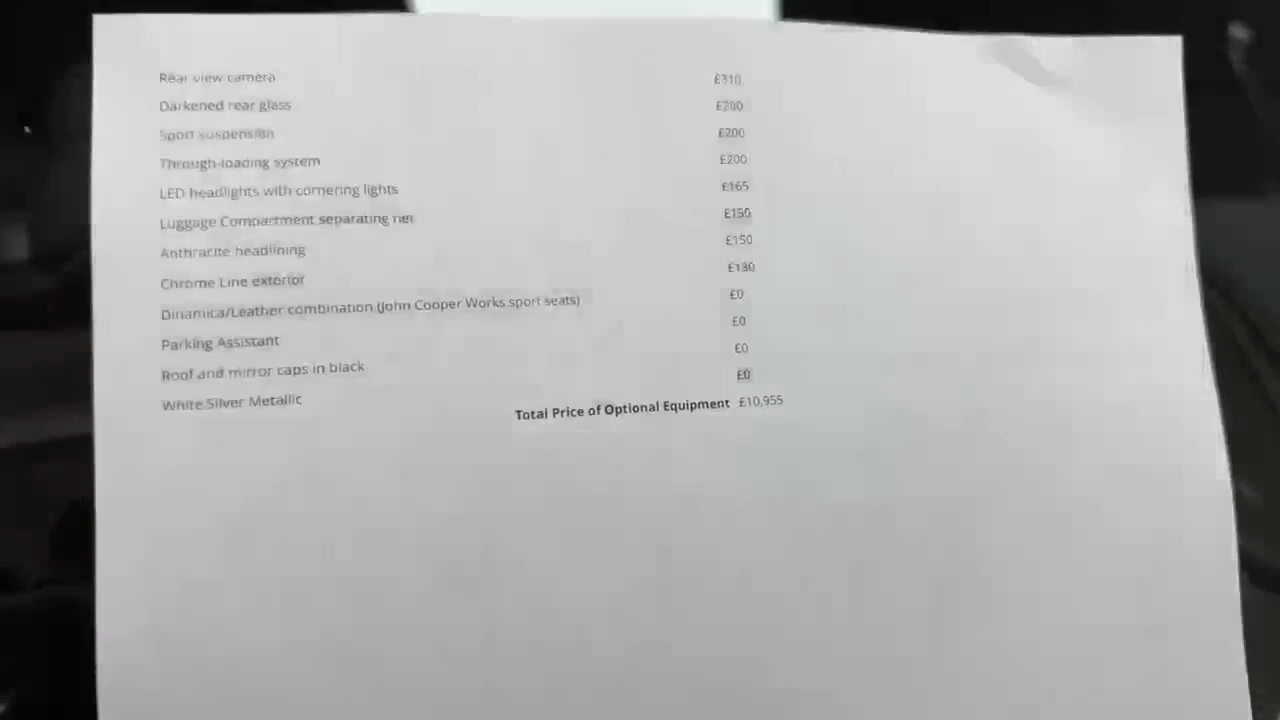 Rear view camera £310
Darkened rear glass £200
Sport suspension £200
Through-loading system £200
LED headlights with cornering lights £165
Luggage Compartment separating net £150
Anthracite headlining £150
Chrome Line exterior £130
Dinamica/Leather combination (John Cooper Works sport seats) £0
Parking Assistant £0
Roof and mirror caps in black £0
White Silver Metallic £0
Total Price of Optional Equipment £10,955